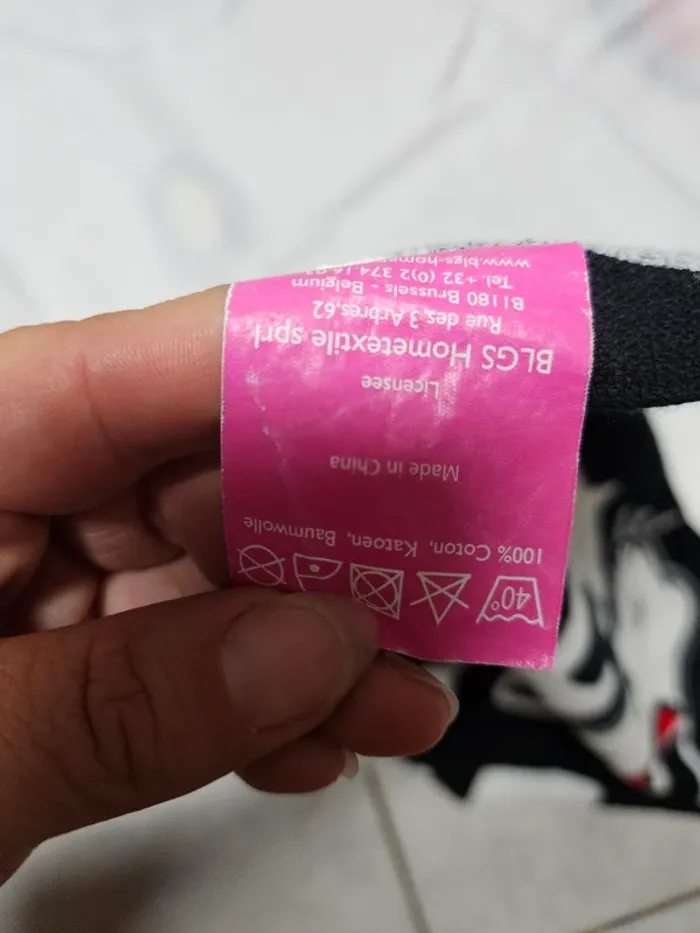 40°
100% Coton, Katoen, Baumwolle
Made in China
Licensee
BLGS Hometextile sprl
Rue des 3 Arbres,62
B1180 Brussels - Belgium
Tel. +32 (0)2